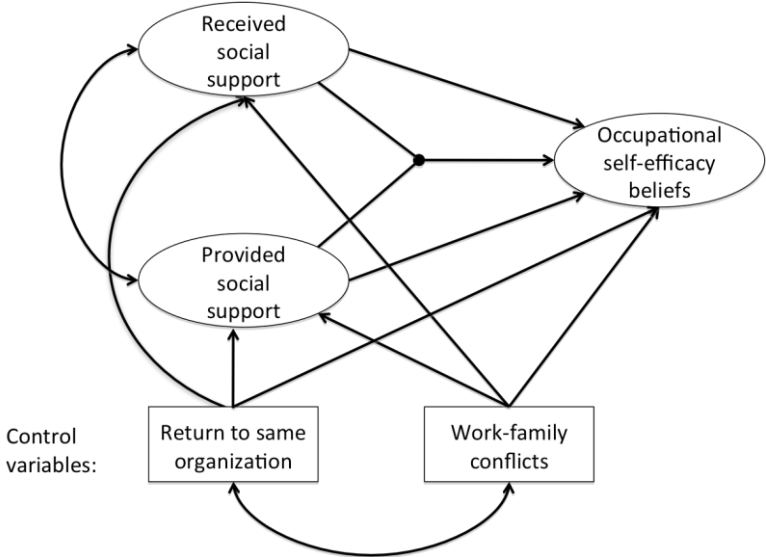 Received
social
support
Occupational
self-efficacy
beliefs
Provided
social
support
Control
variables:
Return to same
organization
Work-family
conflicts